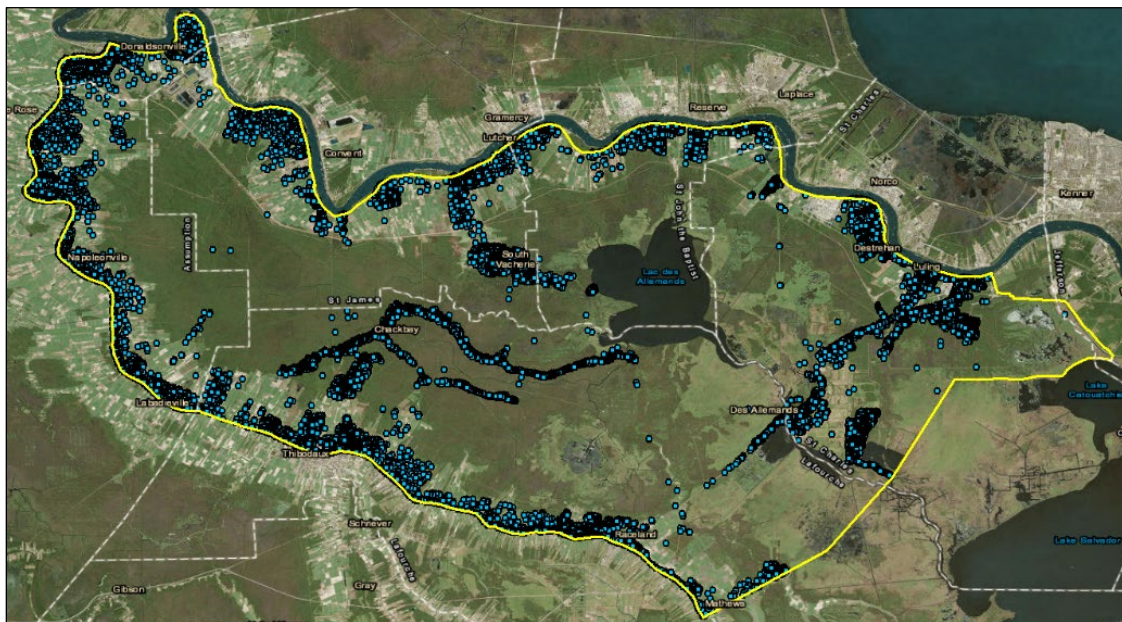 Donaldsonville
Rose
Laplace
Reserve
Gramercy
Lutcher
St Charles
Convent
Norco
Kenner
St John the Baptist
Assumption
Destrehan
Jefferson
South
Vacherie
Napoleonville
Luling
Lac des
Allemands
St James
Chackbay
Lake
Cataouatche
Labadieville
Des Allemands
St Charles
Lafourche
Thibodaux
Schriever
Raceland
Lafourche
Lake Salvador
Gray
Gibson
Mathews